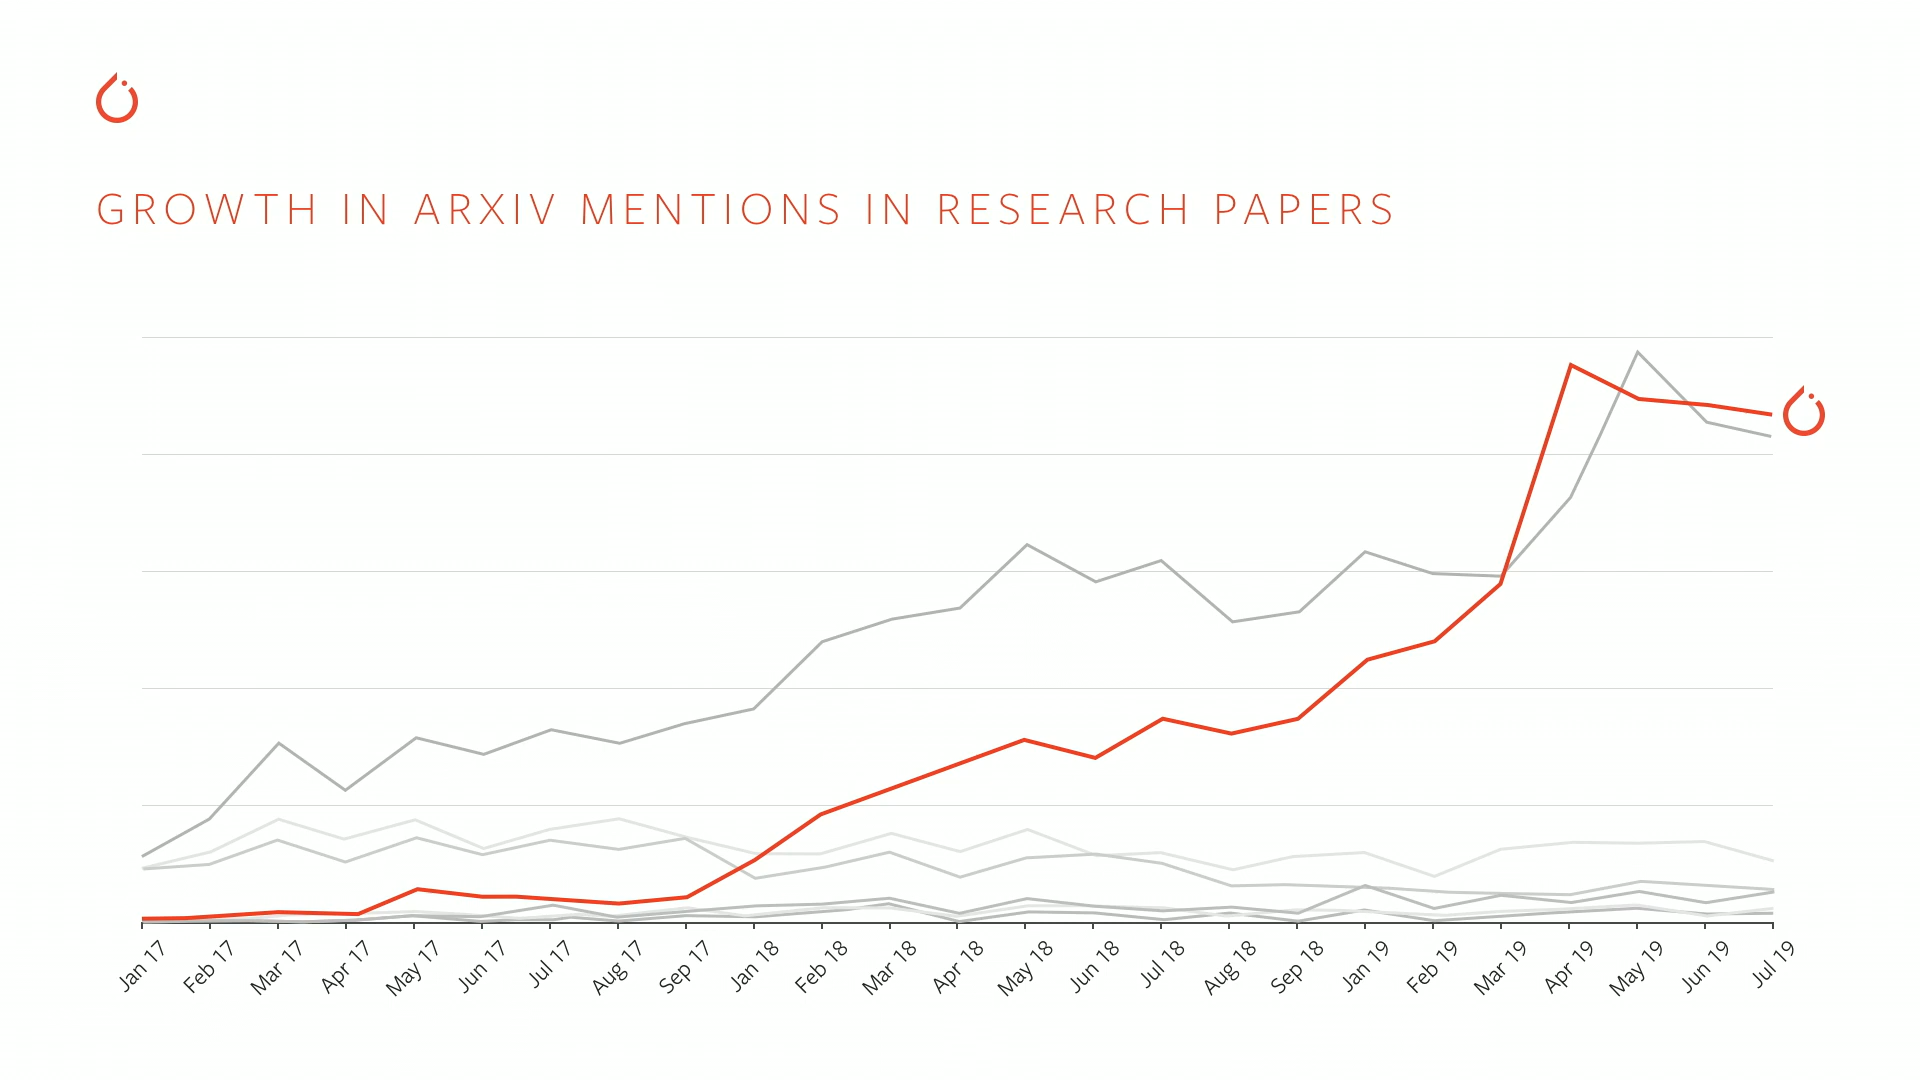 GROWTH IN ARXIV MENTIONS IN RESEARCH PAPERS
Jan 17
Feb 17
Mar 17
Apr 17
May 17
Jun 17
Jul 17
Aug 17
Sep 17
Jan 18
Feb 18
Mar 18
Apr 18
May 18
Jun 18
Jul 18
Aug 18
Sep 18
Jan 19
Feb 19
Mar 19
Apr 19
May 19
Jun 19
Jul 19